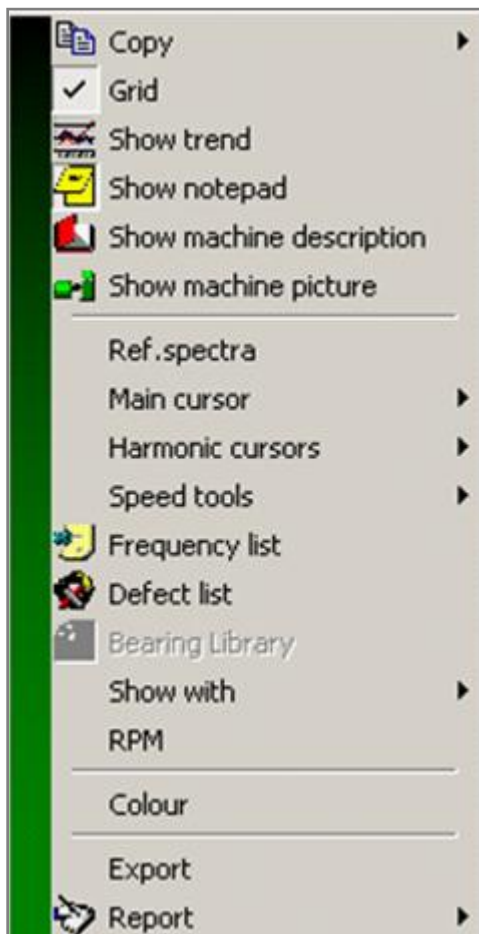 Copy
Grid
Show trend
Show notepad
Show machine description
Show machine picture
Ref.spectra
Main cursor
Harmonic cursors
Speed tools
Frequency list
Defect list
Bearing Library
Show with
RPM
Colour
Export
Report